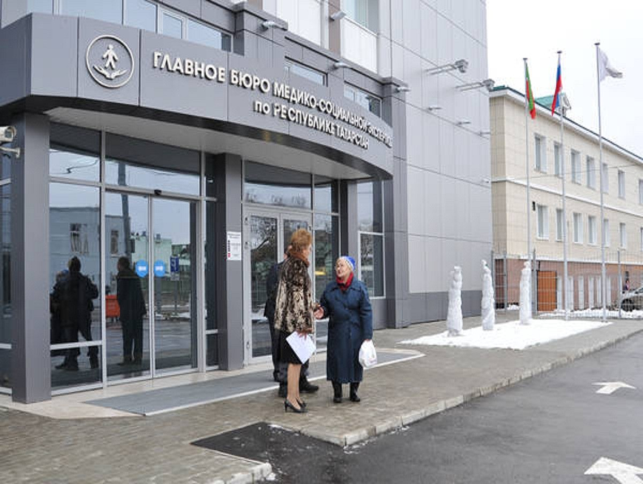 ГЛАВНОЕ БЮРО МЕДИКО-СОЦИАЛЬНОЙ ЭКСПЕРТИЗЫ
по РЕСПУБЛИКЕ ТАТАРСТАН